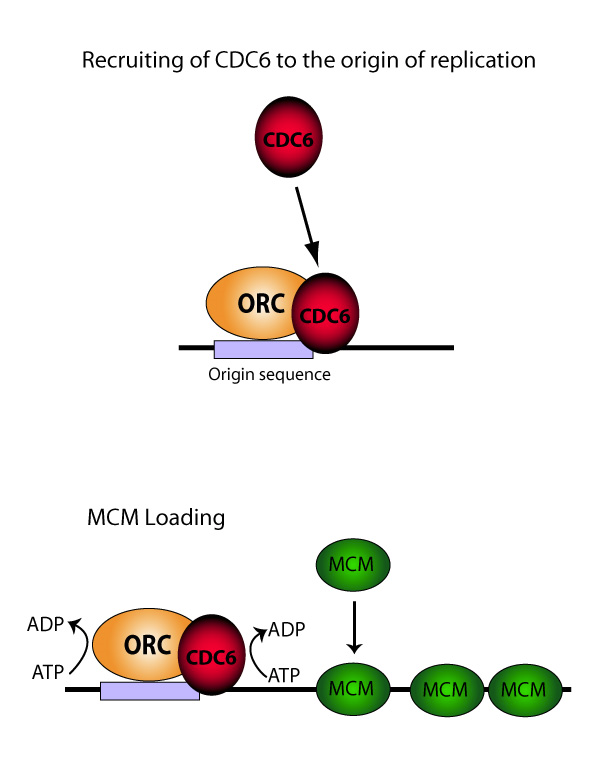 Recruiting of CDC6 to the origin of replication
CDC6
ORC
CDC6
Origin sequence
MCM Loading
MCM
ADP
ADP
ORC
CDC6
ATP
ATP
MCM
MCM
MCM